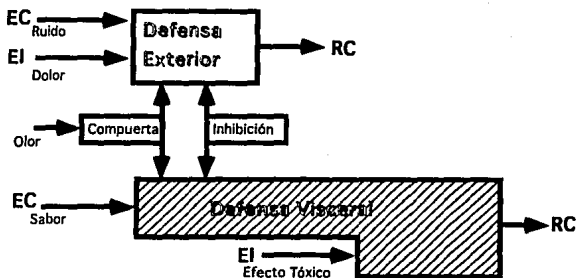 EC
Ruido
Defensa
Exterior
EI
Dolor
RC
Compuerta
Inhibición
Olor
EC
Sabor
Defensa Visceral
RC
EI
Efecto Tóxico